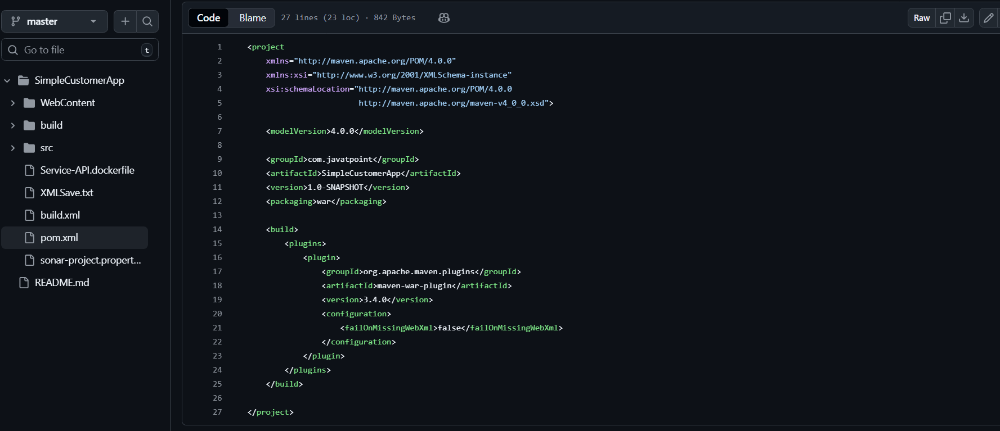 master
Go to file
t
SimpleCustomerApp
WebContent
build
src
Service-API.dockerfile
XMLSave.txt
build.xml
pom.xml
sonar-project.propert...
README.md
Code Blame 27 lines (23 loc) · 842 Bytes Raw
1 <project
2 xmlns="http://maven.apache.org/POM/4.0.0"
3 xmlns:xsi="http://www.w3.org/2001/XMLSchema-instance"
4 xsi:schemaLocation="http://maven.apache.org/POM/4.0.0
5 http://maven.apache.org/maven-v4_0_0.xsd">
6
7 <modelVersion>4.0.0</modelVersion>
8
9 <groupId>com.javatpoint</groupId>
10 <artifactId>SimpleCustomerApp</artifactId>
11 <version>1.0-SNAPSHOT</version>
12 <packaging>war</packaging>
13
14 <build>
15 <plugins>
16 <plugin>
17 <groupId>org.apache.maven.plugins</groupId>
18 <artifactId>maven-war-plugin</artifactId>
19 <version>3.4.0</version>
20 <configuration>
21 <failOnMissingWebXml>false</failOnMissingWebXml>
22 </configuration>
23 </plugin>
24 </plugins>
25 </build>
26
27 </project>